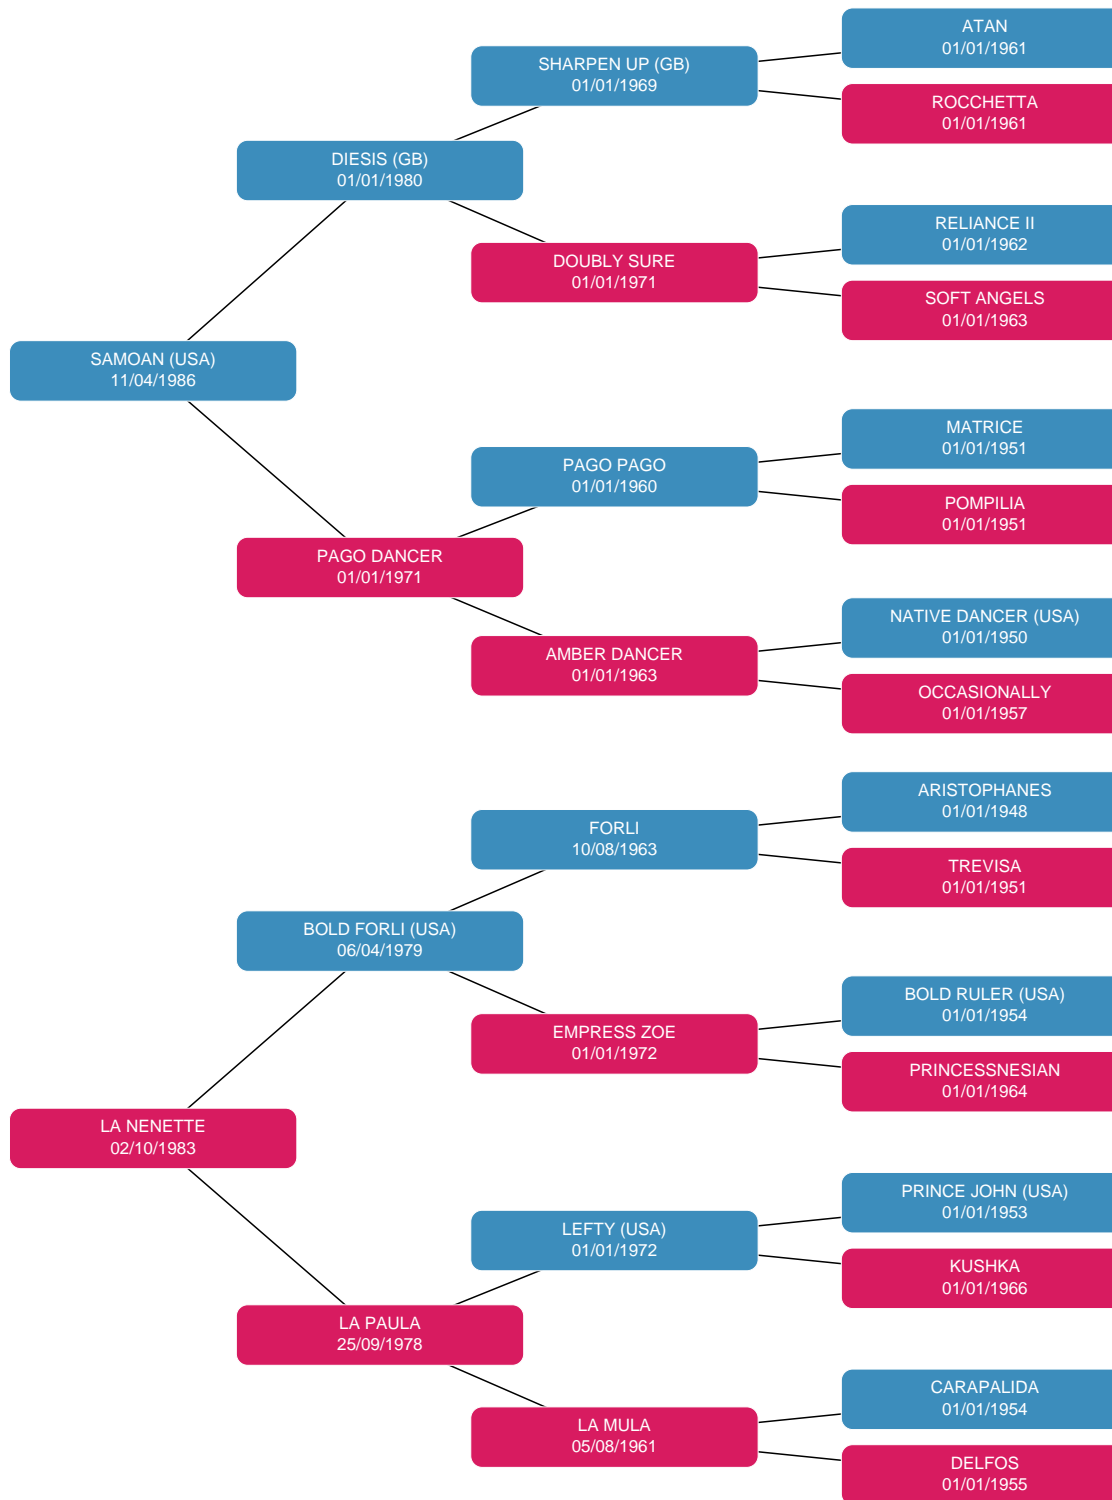 ATAN
01/01/1961
SHARPEN UP (GB)
01/01/1969
ROCCHETTA
01/01/1961
DIESIS (GB)
01/01/1980
RELIANCE II
01/01/1962
DOUBLY SURE
01/01/1971
SOFT ANGELS
01/01/1963
SAMOAN (USA)
11/04/1986
MATRICE
01/01/1951
PAGO PAGO
01/01/1960
POMPILIA
01/01/1951
PAGO DANCER
01/01/1971
NATIVE DANCER (USA)
01/01/1950
AMBER DANCER
01/01/1963
OCCASIONALLY
01/01/1957
ARISTOPHANES
01/01/1948
FORLI
10/08/1963
TREVISA
01/01/1951
BOLD FORLI (USA)
06/04/1979
BOLD RULER (USA)
01/01/1954
EMPRESS ZOE
01/01/1972
PRINCESSNESIAN
01/01/1964
LA NENETTE
02/10/1983
PRINCE JOHN (USA)
01/01/1953
LEFTY (USA)
01/01/1972
KUSHKA
01/01/1966
LA PAULA
25/09/1978
CARAPALIDA
01/01/1954
LA MULA
05/08/1961
DELFOS
01/01/1955